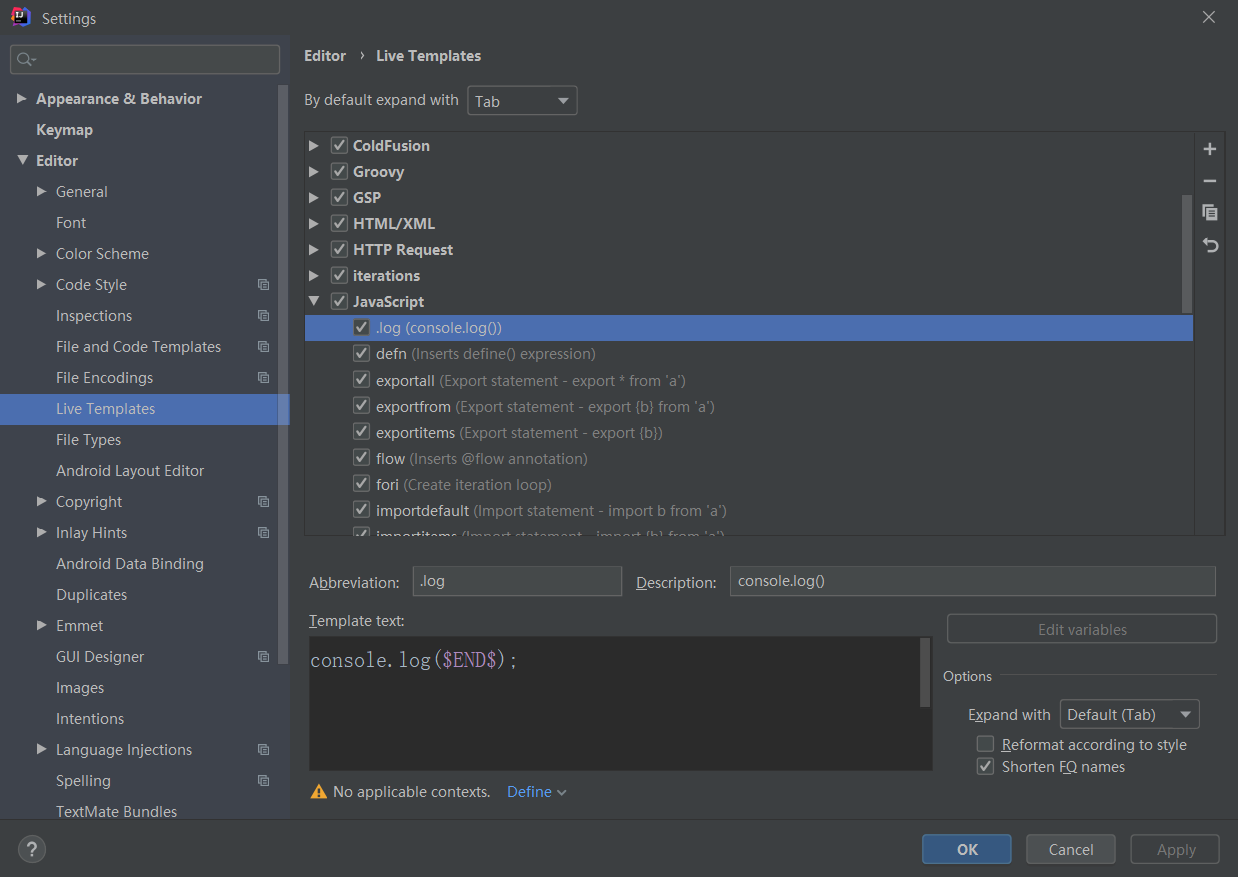 Settings
Editor › Live Templates
By default expand with Tab
Appearance & Behavior
Keymap
Editor
General
Font
Color Scheme
Code Style
Inspections
File and Code Templates
File Encodings
Live Templates
File Types
Android Layout Editor
Copyright
Inlay Hints
Android Data Binding
Duplicates
Emmet
GUI Designer
Images
Intentions
Language Injections
Spelling
TextMate Bundles
ColdFusion
Groovy
GSP
HTML/XML
HTTP Request
iterations
JavaScript
.log (console.log())
defn (Inserts define() expression)
exportall (Export statement - export * from 'a')
exportfrom (Export statement - export {b} from 'a')
exportitems (Export statement - export {b})
flow (Inserts @flow annotation)
fori (Create iteration loop)
importdefault (Import statement - import b from 'a')
importitems (Import statement - import {b} from 'a')
Abbreviation: .log Description: console.log()
Template text:
console.log($END$);
Edit variables
Options
Expand with Default (Tab)
Reformat according to style
Shorten FQ names
No applicable contexts. Define
? OK Cancel Apply